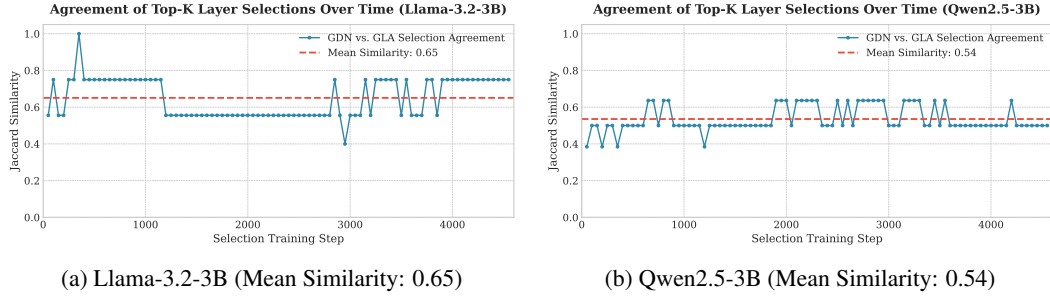 Agreement of Top-K Layer Selections Over Time (Llama-3.2-3B)
1.0
0.8
0.6
0.4
0.2
0.0
Jaccard Similarity
GDN vs. GLA Selection Agreement
Mean Similarity: 0.65
0
1000
2000
3000
4000
Selection Training Step
(a) Llama-3.2-3B (Mean Similarity: 0.65)
Agreement of Top-K Layer Selections Over Time (Qwen2.5-3B)
1.0
0.8
0.6
0.4
0.2
0.0
Jaccard Similarity
GDN vs. GLA Selection Agreement
Mean Similarity: 0.54
0
1000
2000
3000
4000
Selection Training Step
(b) Qwen2.5-3B (Mean Similarity: 0.54)